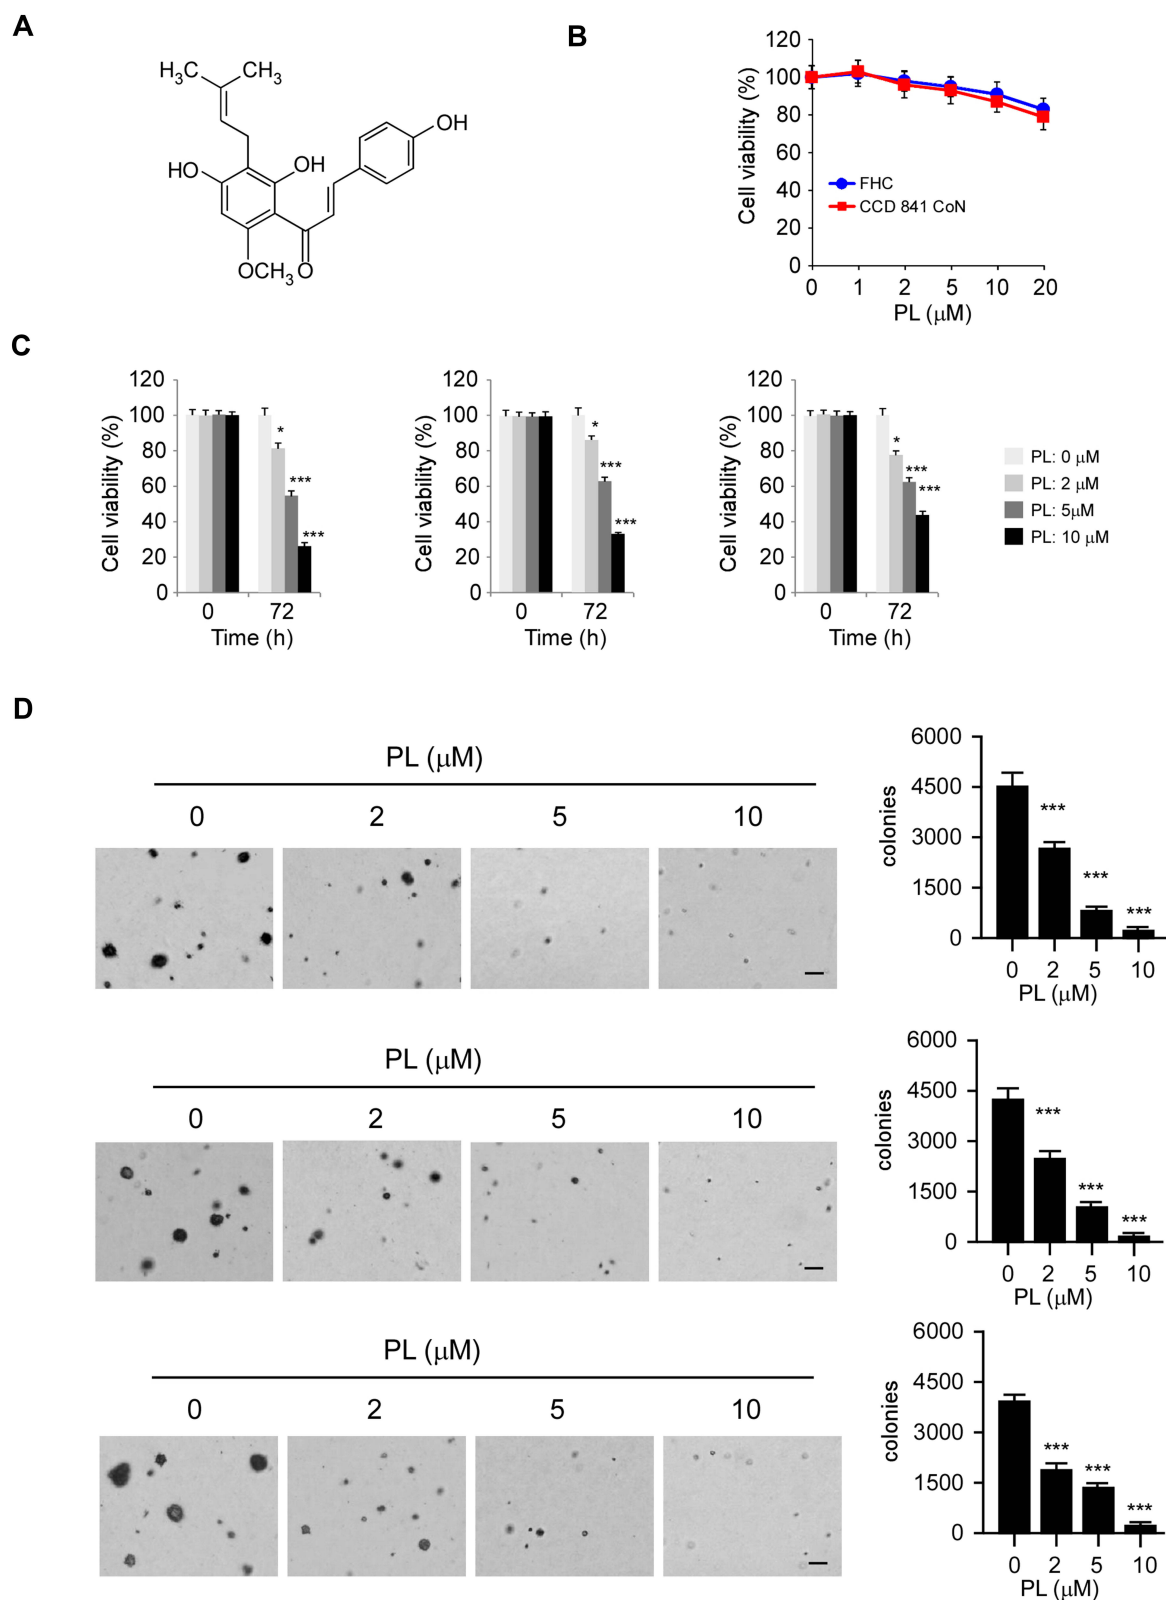 A
H3C CH3
OH
HO OH
OCH3 O
B
120
100
80
60
40
20
0
Cell viability (%)
FHC
CCD 841 CoN
0 1 2 5 10 20
PL (μM)
C
120
100
80
60
40
20
0
Cell viability (%)
*
***
***
0 72
Time (h)
120
100
80
60
40
20
0
Cell viability (%)
*
***
***
0 72
Time (h)
120
100
80
60
40
20
0
Cell viability (%)
*
***
***
0 72
Time (h)
PL: 0 μM
PL: 2 μM
PL: 5μM
PL: 10 μM
D
PL (μM)
0 2 5 10
6000
4500
3000
1500
0
colonies
***
***
***
0 2 5 10
PL (μM)
PL (μM)
0 2 5 10
6000
4500
3000
1500
0
colonies
***
***
***
0 2 5 10
PL (μM)
PL (μM)
0 2 5 10
6000
4500
3000
1500
0
colonies
***
***
***
0 2 5 10
PL (μM)